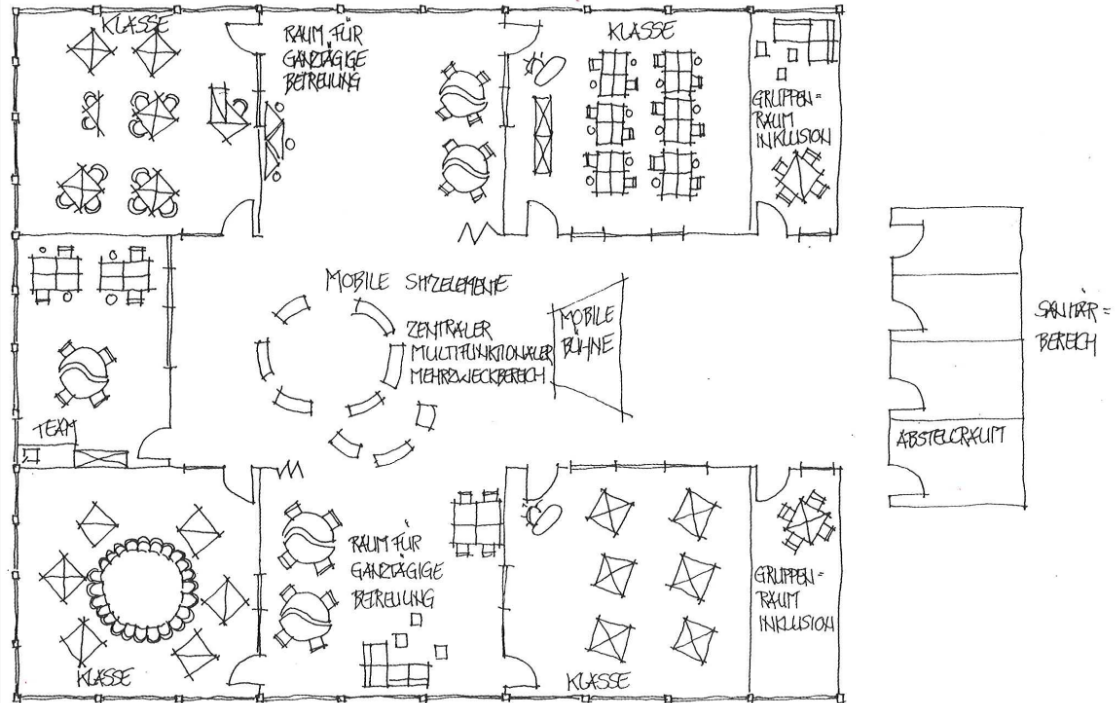 KLASSE
RAUM FÜR
GANZTÄGIGE
BETREUUNG
KLASSE
GRUPPEN=
RAUM
INKLUSION
MOBILE SITZELEMENTE
ZENTRALER
MULTIFUNKTIONALER
MEHRZWECKBEREICH
MOBILE
BÜHNE
SANITÄR=
BEREICH
TEAM
ABSTELLRAUM
RAUM FÜR
GANZTÄGIGE
BETREUUNG
GRUPPEN=
RAUM
INKLUSION
KLASSE
KLASSE